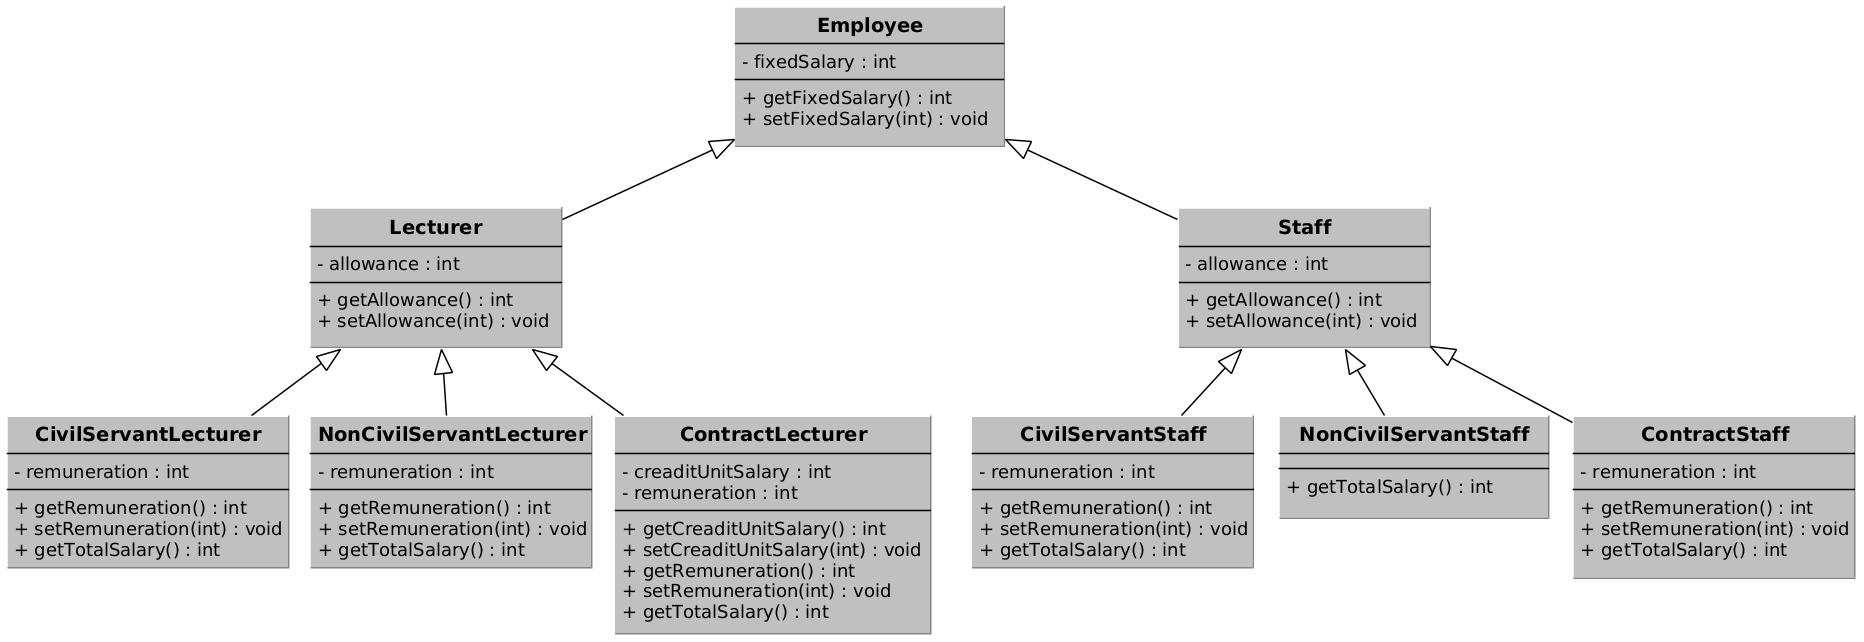 Employee
- fixedSalary : int
+ getFixedSalary() : int
+ setFixedSalary(int) : void
Lecturer
- allowance : int
+ getAllowance() : int
+ setAllowance(int) : void
Staff
- allowance : int
+ getAllowance() : int
+ setAllowance(int) : void
CivilServantLecturer
- remuneration : int
+ getRemuneration() : int
+ setRemuneration(int) : void
+ getTotalSalary() : int
NonCivilServantLecturer
- remuneration : int
+ getRemuneration() : int
+ setRemuneration(int) : void
+ getTotalSalary() : int
ContractLecturer
- creaditUnitSalary : int
- remuneration : int
+ getCreaditUnitSalary() : int
+ setCreaditUnitSalary(int) : void
+ getRemuneration() : int
+ setRemuneration(int) : void
+ getTotalSalary() : int
CivilServantStaff
- remuneration : int
+ getRemuneration() : int
+ setRemuneration(int) : void
+ getTotalSalary() : int
NonCivilServantStaff
+ getTotalSalary() : int
ContractStaff
- remuneration : int
+ getRemuneration() : int
+ setRemuneration(int) : void
+ getTotalSalary() : int